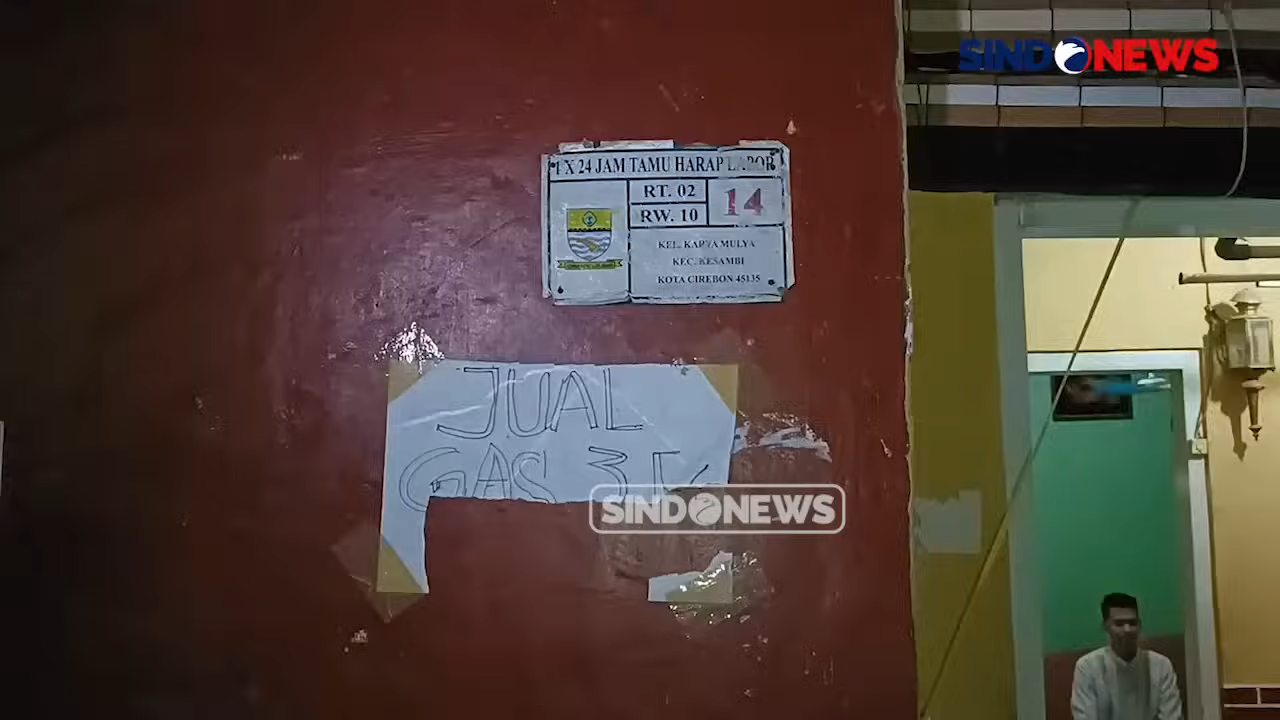 SINDONEWS
1 X 24 JAM TAMU HARAP LAPOR
RT. 02
14
RW. 10
KEL. KARYA MULYA
KEC. KESAMBI
KOTA CIREBON 45135
JUAL
GAS
SINDONEWS